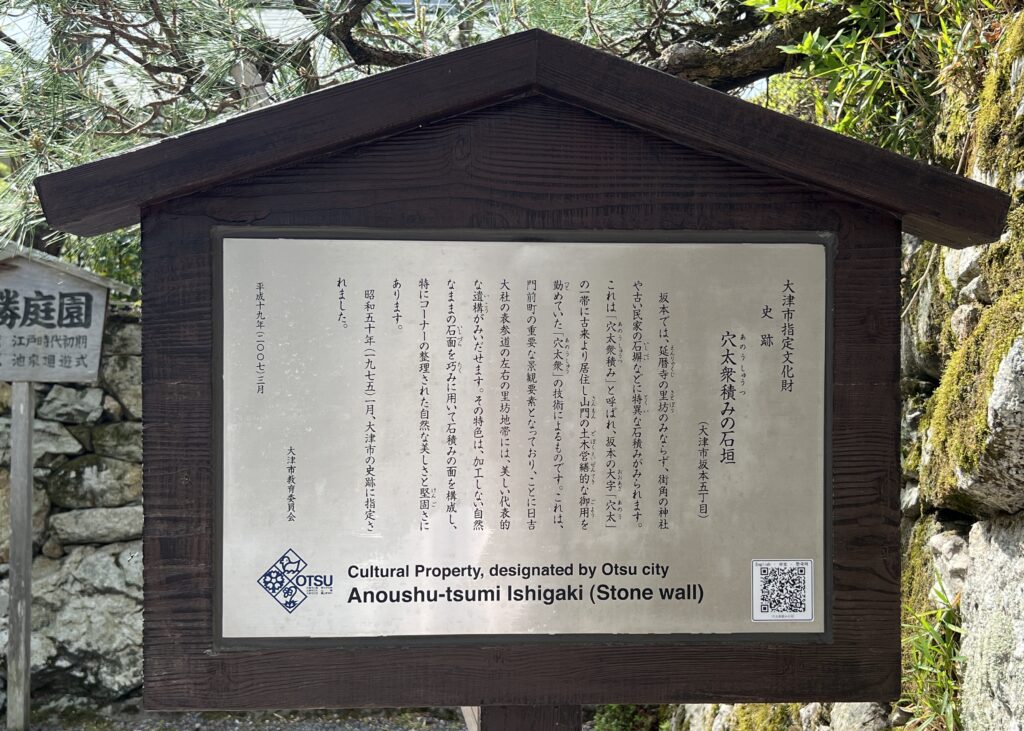 大津市指定文化財
史跡
穴太衆積みの石垣
あのうしゅうづ
（大津市坂本五丁目）
坂本では、延暦寺の里坊のみならず、街角の神社
や古い民家の石塀などに特異な石積みがみられます。
これは「穴太衆積み」と呼ばれ、坂本の大字「穴太」
の一帯に古来より居住し山門の土木営繕的な御用を
勤めていた「穴太衆」の技術によるものです。これは、
門前町の重要な景観要素となっており、ことに日吉
大社の表参道の左右の里坊地帯には、美しい代表的
な遺構がみいだせます。その特色は、加工しない自然
なままの石面を巧みに用いて石積みの面を構成し、
特にコーナーの整理された自然な美しさと堅固さに
あります。
昭和五十年（一九七五）一月、大津市の史跡に指定さ
れました。
大津市教育委員会
平成十九年（二〇〇七）三月
OTSU
Cultural Property, designated by Otsu city
Anoushu-tsumi Ishigaki (Stone wall)
勝庭園
江戸時代初期
池泉廻遊式